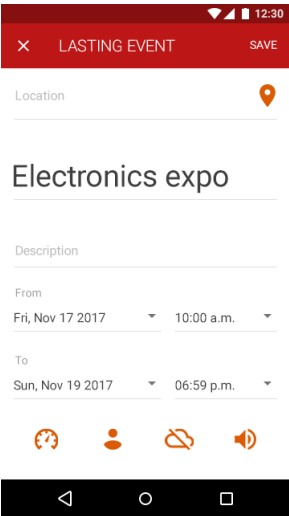 12:30
LASTING EVENT SAVE
Location
Electronics expo
Description
From
Fri, Nov 17 2017 10:00 a.m.
To
Sun, Nov 19 2017 06:59 p.m.